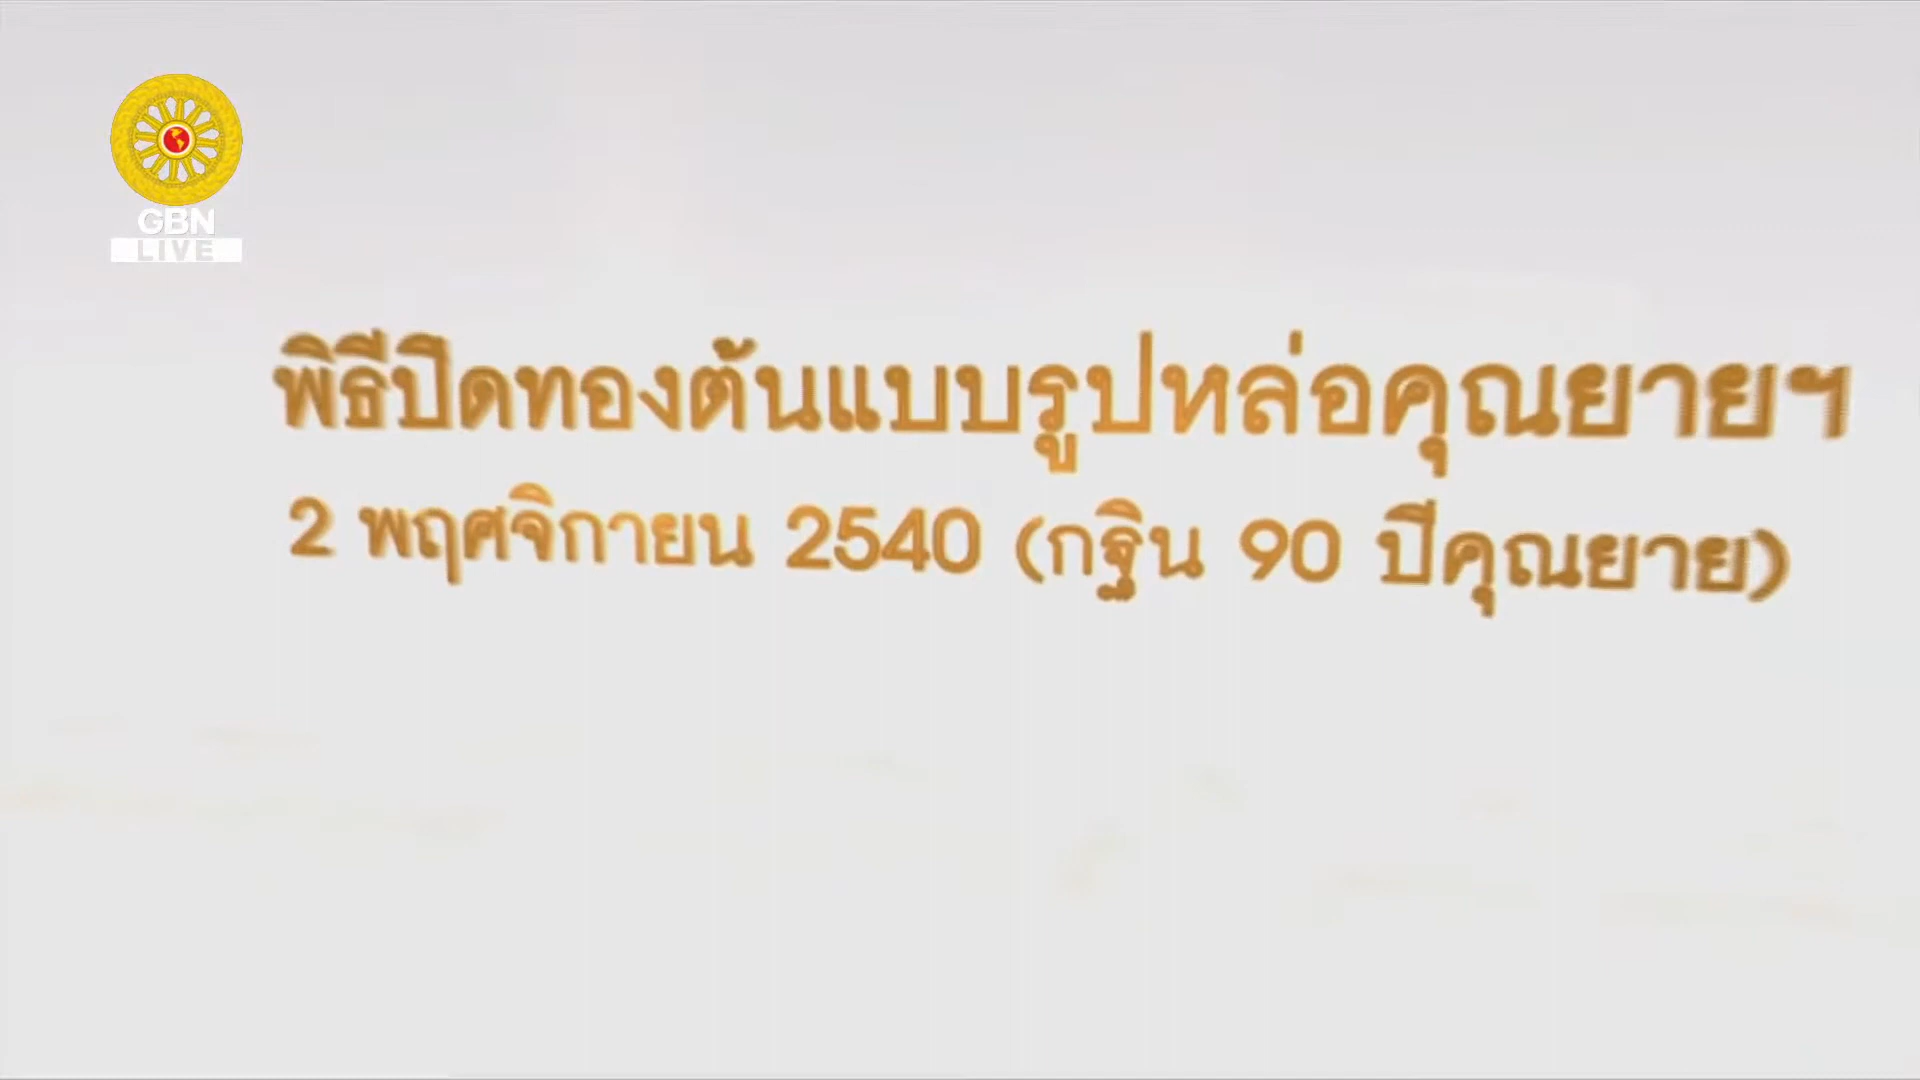 GBN
LIVE
พิธีปิดทองต้นแบบรูปหล่อคุณยายฯ
2 พฤศจิกายน 2540 (กฐิน 90 ปีคุณยาย)